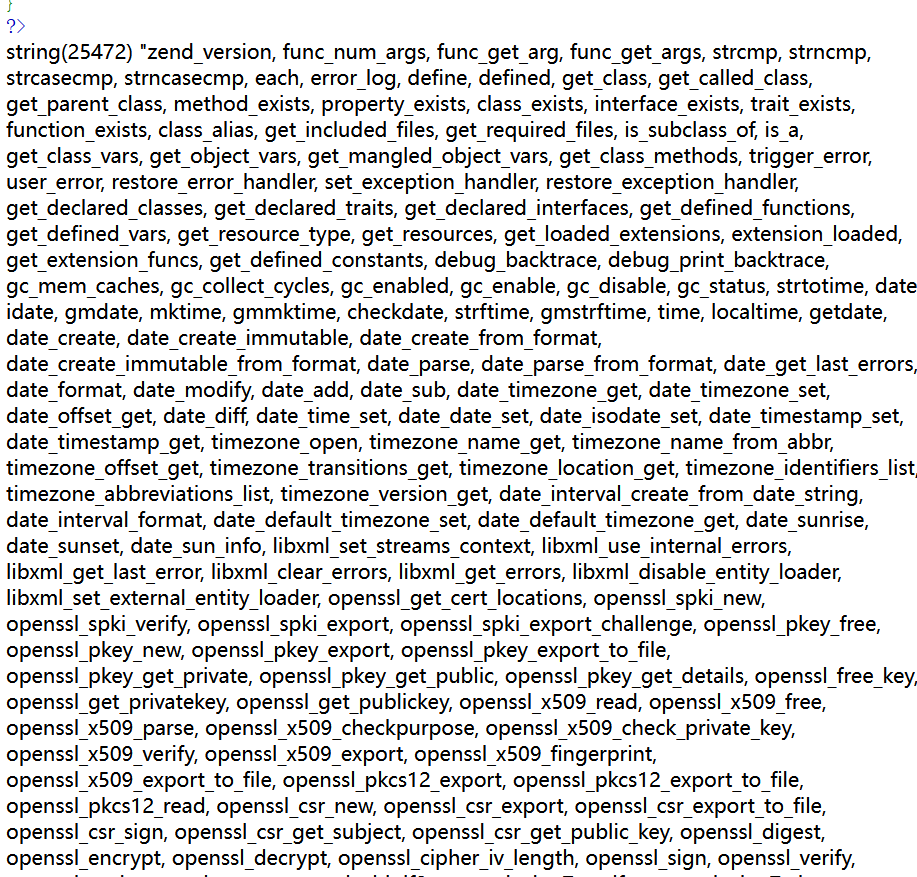 }
?>
string(25472) "zend_version, func_num_args, func_get_arg, func_get_args, strcmp, strncmp,
strcasecmp, strncasecmp, each, error_log, define, defined, get_class, get_called_class,
get_parent_class, method_exists, property_exists, class_exists, interface_exists, trait_exists,
function_exists, class_alias, get_included_files, get_required_files, is_subclass_of, is_a,
get_class_vars, get_object_vars, get_mangled_object_vars, get_class_methods, trigger_error,
user_error, restore_error_handler, set_exception_handler, restore_exception_handler,
get_declared_classes, get_declared_traits, get_declared_interfaces, get_defined_functions,
get_defined_vars, get_resource_type, get_resources, get_loaded_extensions, extension_loaded,
get_extension_funcs, get_defined_constants, debug_backtrace, debug_print_backtrace,
gc_mem_caches, gc_collect_cycles, gc_enabled, gc_enable, gc_disable, gc_status, strtotime, date
idate, gmdate, mktime, gmmktime, checkdate, strftime, gmstrftime, time, localtime, getdate,
date_create, date_create_immutable, date_create_from_format,
date_create_immutable_from_format, date_parse, date_parse_from_format, date_get_last_errors,
date_format, date_modify, date_add, date_sub, date_timezone_get, date_timezone_set,
date_offset_get, date_diff, date_time_set, date_date_set, date_isodate_set, date_timestamp_set,
date_timestamp_get, timezone_open, timezone_name_get, timezone_name_from_abbr,
timezone_offset_get, timezone_transitions_get, timezone_location_get, timezone_identifiers_list,
timezone_abbreviations_list, timezone_version_get, date_interval_create_from_date_string,
date_interval_format, date_default_timezone_set, date_default_timezone_get, date_sunrise,
date_sunset, date_sun_info, libxml_set_streams_context, libxml_use_internal_errors,
libxml_get_last_error, libxml_clear_errors, libxml_get_errors, libxml_disable_entity_loader,
libxml_set_external_entity_loader, openssl_get_cert_locations, openssl_spki_new,
openssl_spki_verify, openssl_spki_export, openssl_spki_export_challenge, openssl_pkey_free,
openssl_pkey_new, openssl_pkey_export, openssl_pkey_export_to_file,
openssl_pkey_get_private, openssl_pkey_get_public, openssl_pkey_get_details, openssl_free_key,
openssl_get_privatekey, openssl_get_publickey, openssl_x509_read, openssl_x509_free,
openssl_x509_parse, openssl_x509_checkpurpose, openssl_x509_check_private_key,
openssl_x509_verify, openssl_x509_export, openssl_x509_fingerprint,
openssl_x509_export_to_file, openssl_pkcs12_export, openssl_pkcs12_export_to_file,
openssl_pkcs12_read, openssl_csr_new, openssl_csr_export, openssl_csr_export_to_file,
openssl_csr_sign, openssl_csr_get_subject, openssl_csr_get_public_key, openssl_digest,
openssl_encrypt, openssl_decrypt, openssl_cipher_iv_length, openssl_sign, openssl_verify,